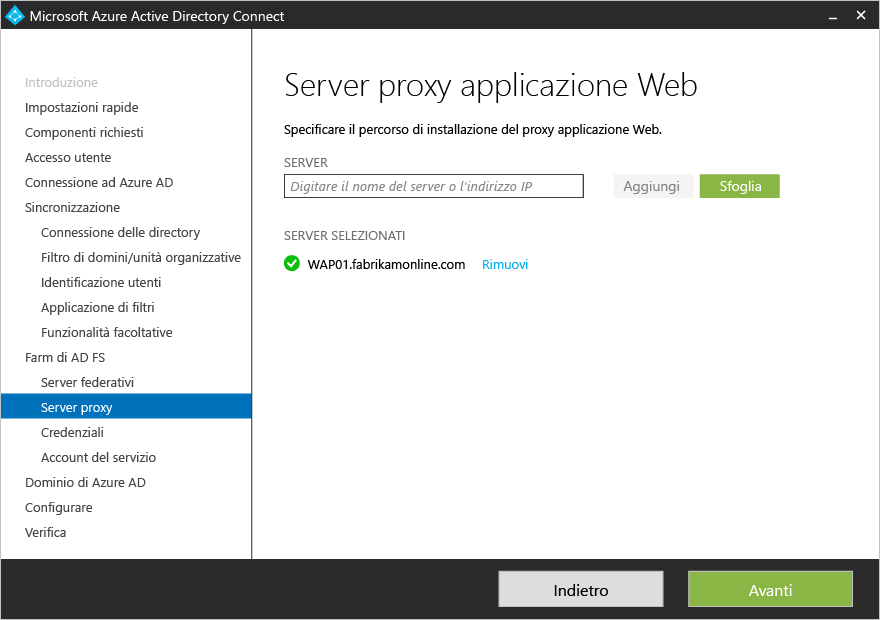 Microsoft Azure Active Directory Connect
Introduzione
Impostazioni rapide
Componenti richiesti
Accesso utente
Connessione ad Azure AD
Sincronizzazione
Connessione delle directory
Filtro di domini/unità organizzative
Identificazione utenti
Applicazione di filtri
Funzionalità facoltative
Farm di AD FS
Server federativi
Server proxy
Credenziali
Account del servizio
Dominio di Azure AD
Configurare
Verifica
Server proxy applicazione Web
Specificare il percorso di installazione del proxy applicazione Web.
SERVER
Digitare il nome del server o l'indirizzo IP
Aggiungi
Sfoglia
SERVER SELEZIONATI
WAP01.fabrikamonline.com Rimuovi
Indietro
Avanti